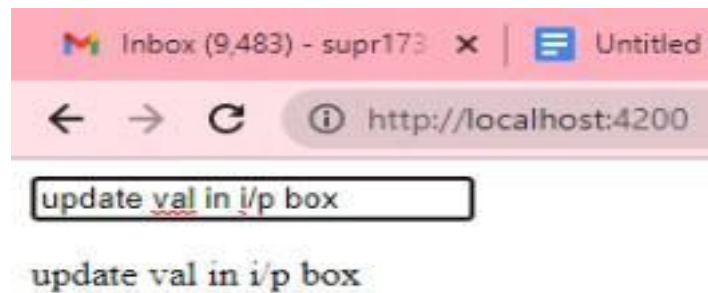 Inbox (9,483) - supr173
Untitled
http://localhost:4200
update val in i/p box
update val in i/p box